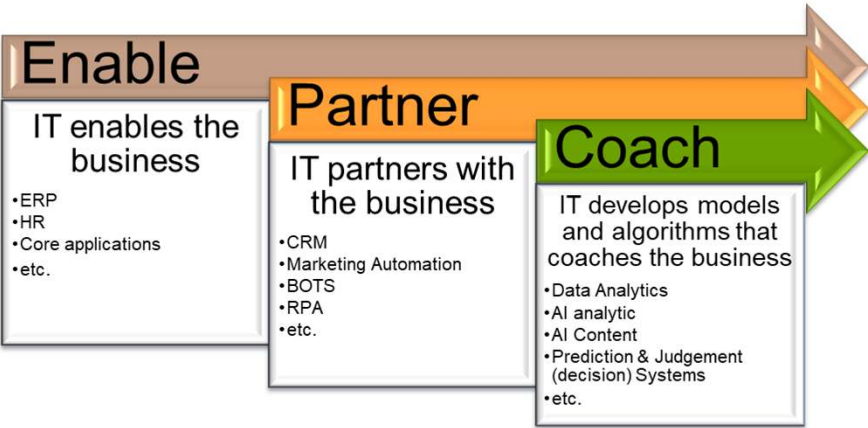 Enable
IT enables the
business
•ERP
•HR
•Core applications
•etc.
Partner
IT partners with
the business
•CRM
•Marketing Automation
•BOTS
•RPA
•etc.
Coach
IT develops models
and algorithms that
coaches the business
•Data Analytics
•AI analytic
•AI Content
•Prediction & Judgement
(decision) Systems
•etc.